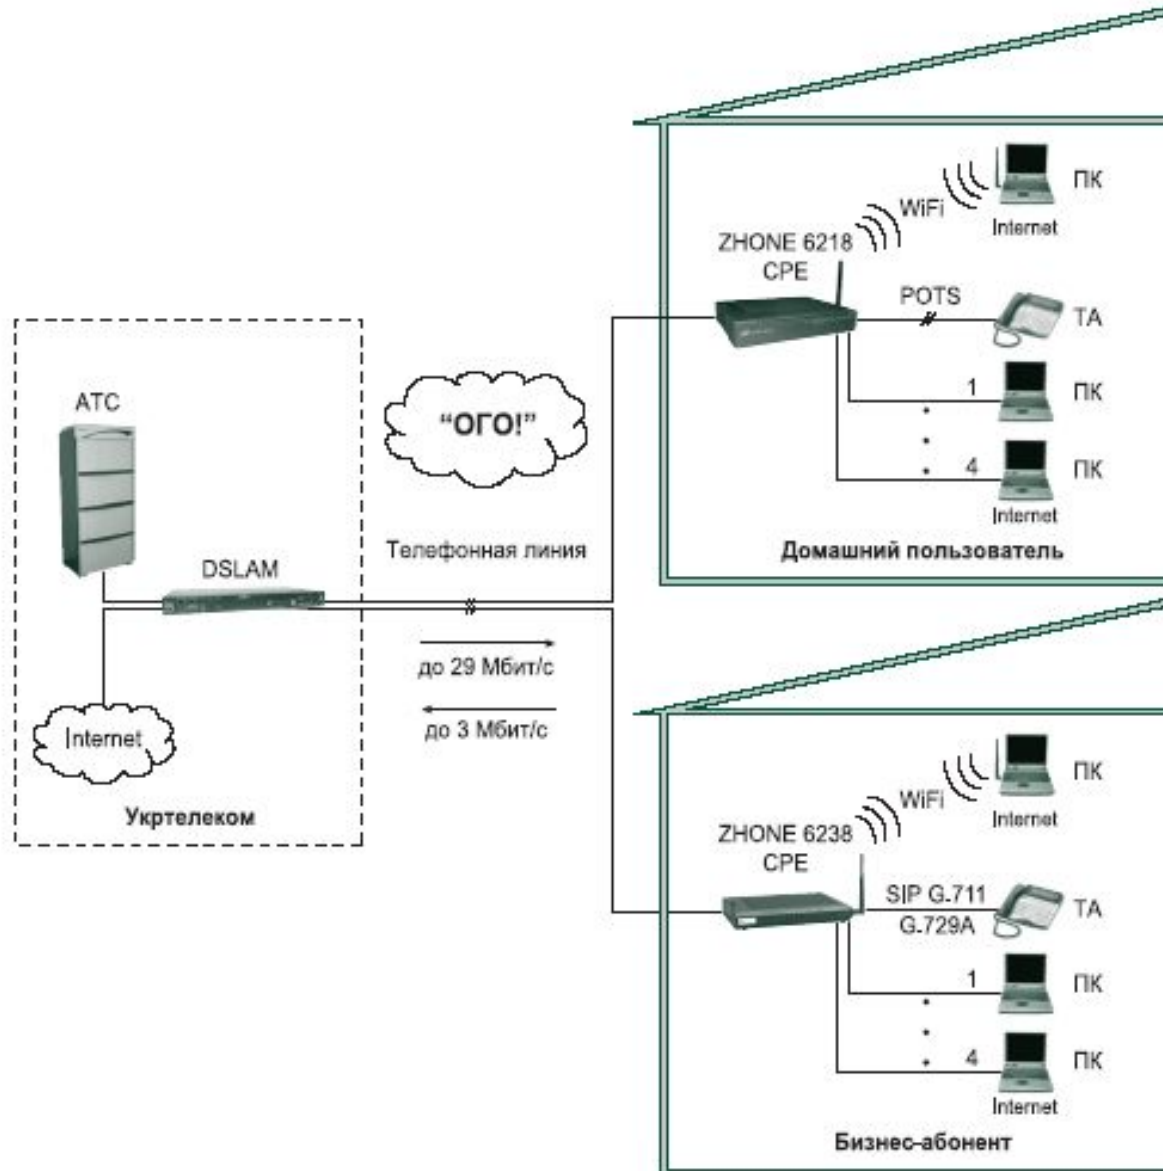 АТС
DSLAM
Internet
Укртелеком
“ОГО!”
Телефонная линия
до 29 Мбит/с
до 3 Мбит/с
ZHONE 6218
CPE
WiFi
ПК
Internet
POTS
ТА
1
ПК
4
ПК
Internet
Домашний пользователь
ZHONE 6238
CPE
WiFi
ПК
Internet
SIP G.711
G.729A
ТА
1
ПК
4
ПК
Internet
Бизнес-абонент